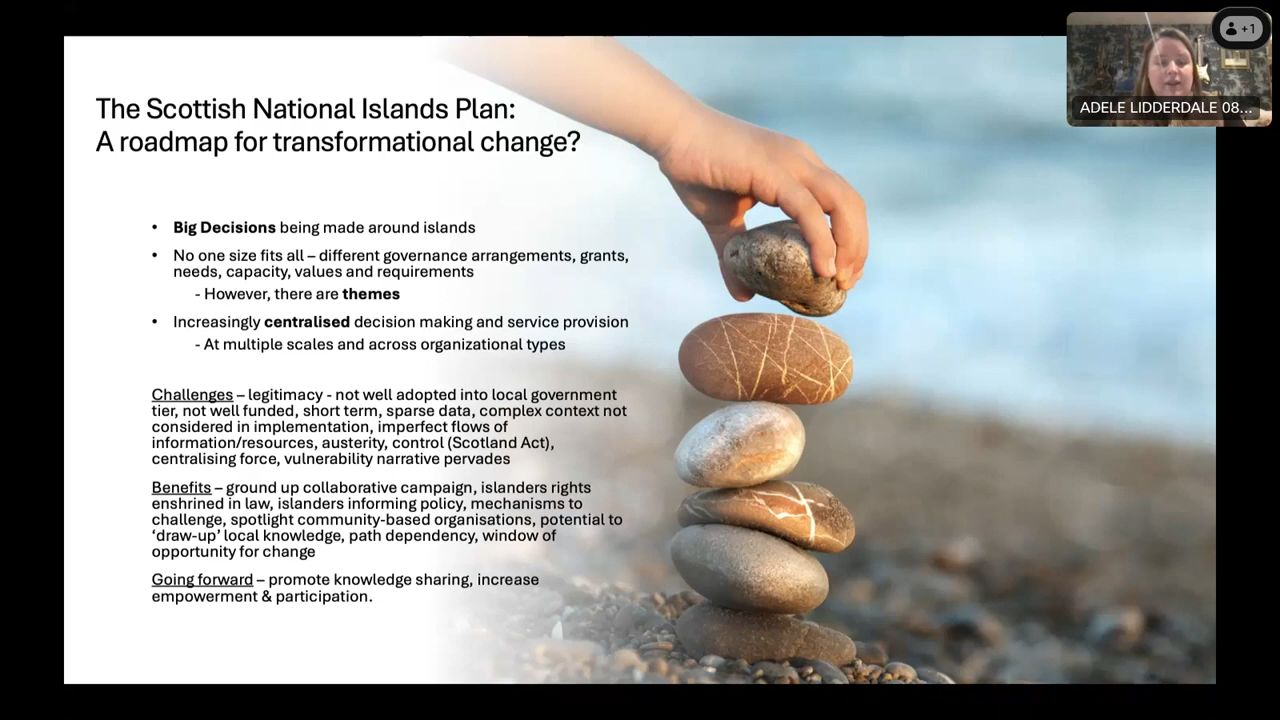 The Scottish National Islands Plan:
A roadmap for transformational change?
• Big Decisions being made around islands
• No one size fits all – different governance arrangements, grants,
needs, capacity, values and requirements
- However, there are themes
• Increasingly centralised decision making and service provision
- At multiple scales and across organizational types
Challenges – legitimacy - not well adopted into local government
tier, not well funded, short term, sparse data, complex context not
considered in implementation, imperfect flows of
information/resources, austerity, control (Scotland Act),
centralising force, vulnerability narrative pervades
Benefits – ground up collaborative campaign, islanders rights
enshrined in law, islanders informing policy, mechanisms to
challenge, spotlight community-based organisations, potential to
‘draw-up’ local knowledge, path dependency, window of
opportunity for change
Going forward – promote knowledge sharing, increase
empowerment & participation.
+1
ADELE LIDDERDALE 08...